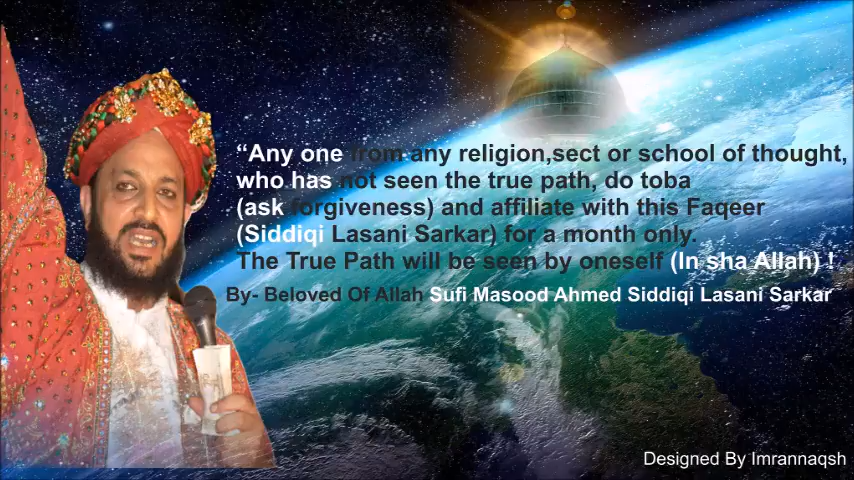 “Any one from any religion,sect or school of thought,
who has not seen the true path, do toba
(ask forgiveness) and affiliate with this Faqeer
(Siddiqi Lasani Sarkar) for a month only.
The True Path will be seen by oneself (In sha Allah) !
By- Beloved Of Allah Sufi Masood Ahmed Siddiqi Lasani Sarkar
Designed By Imrannaqsh